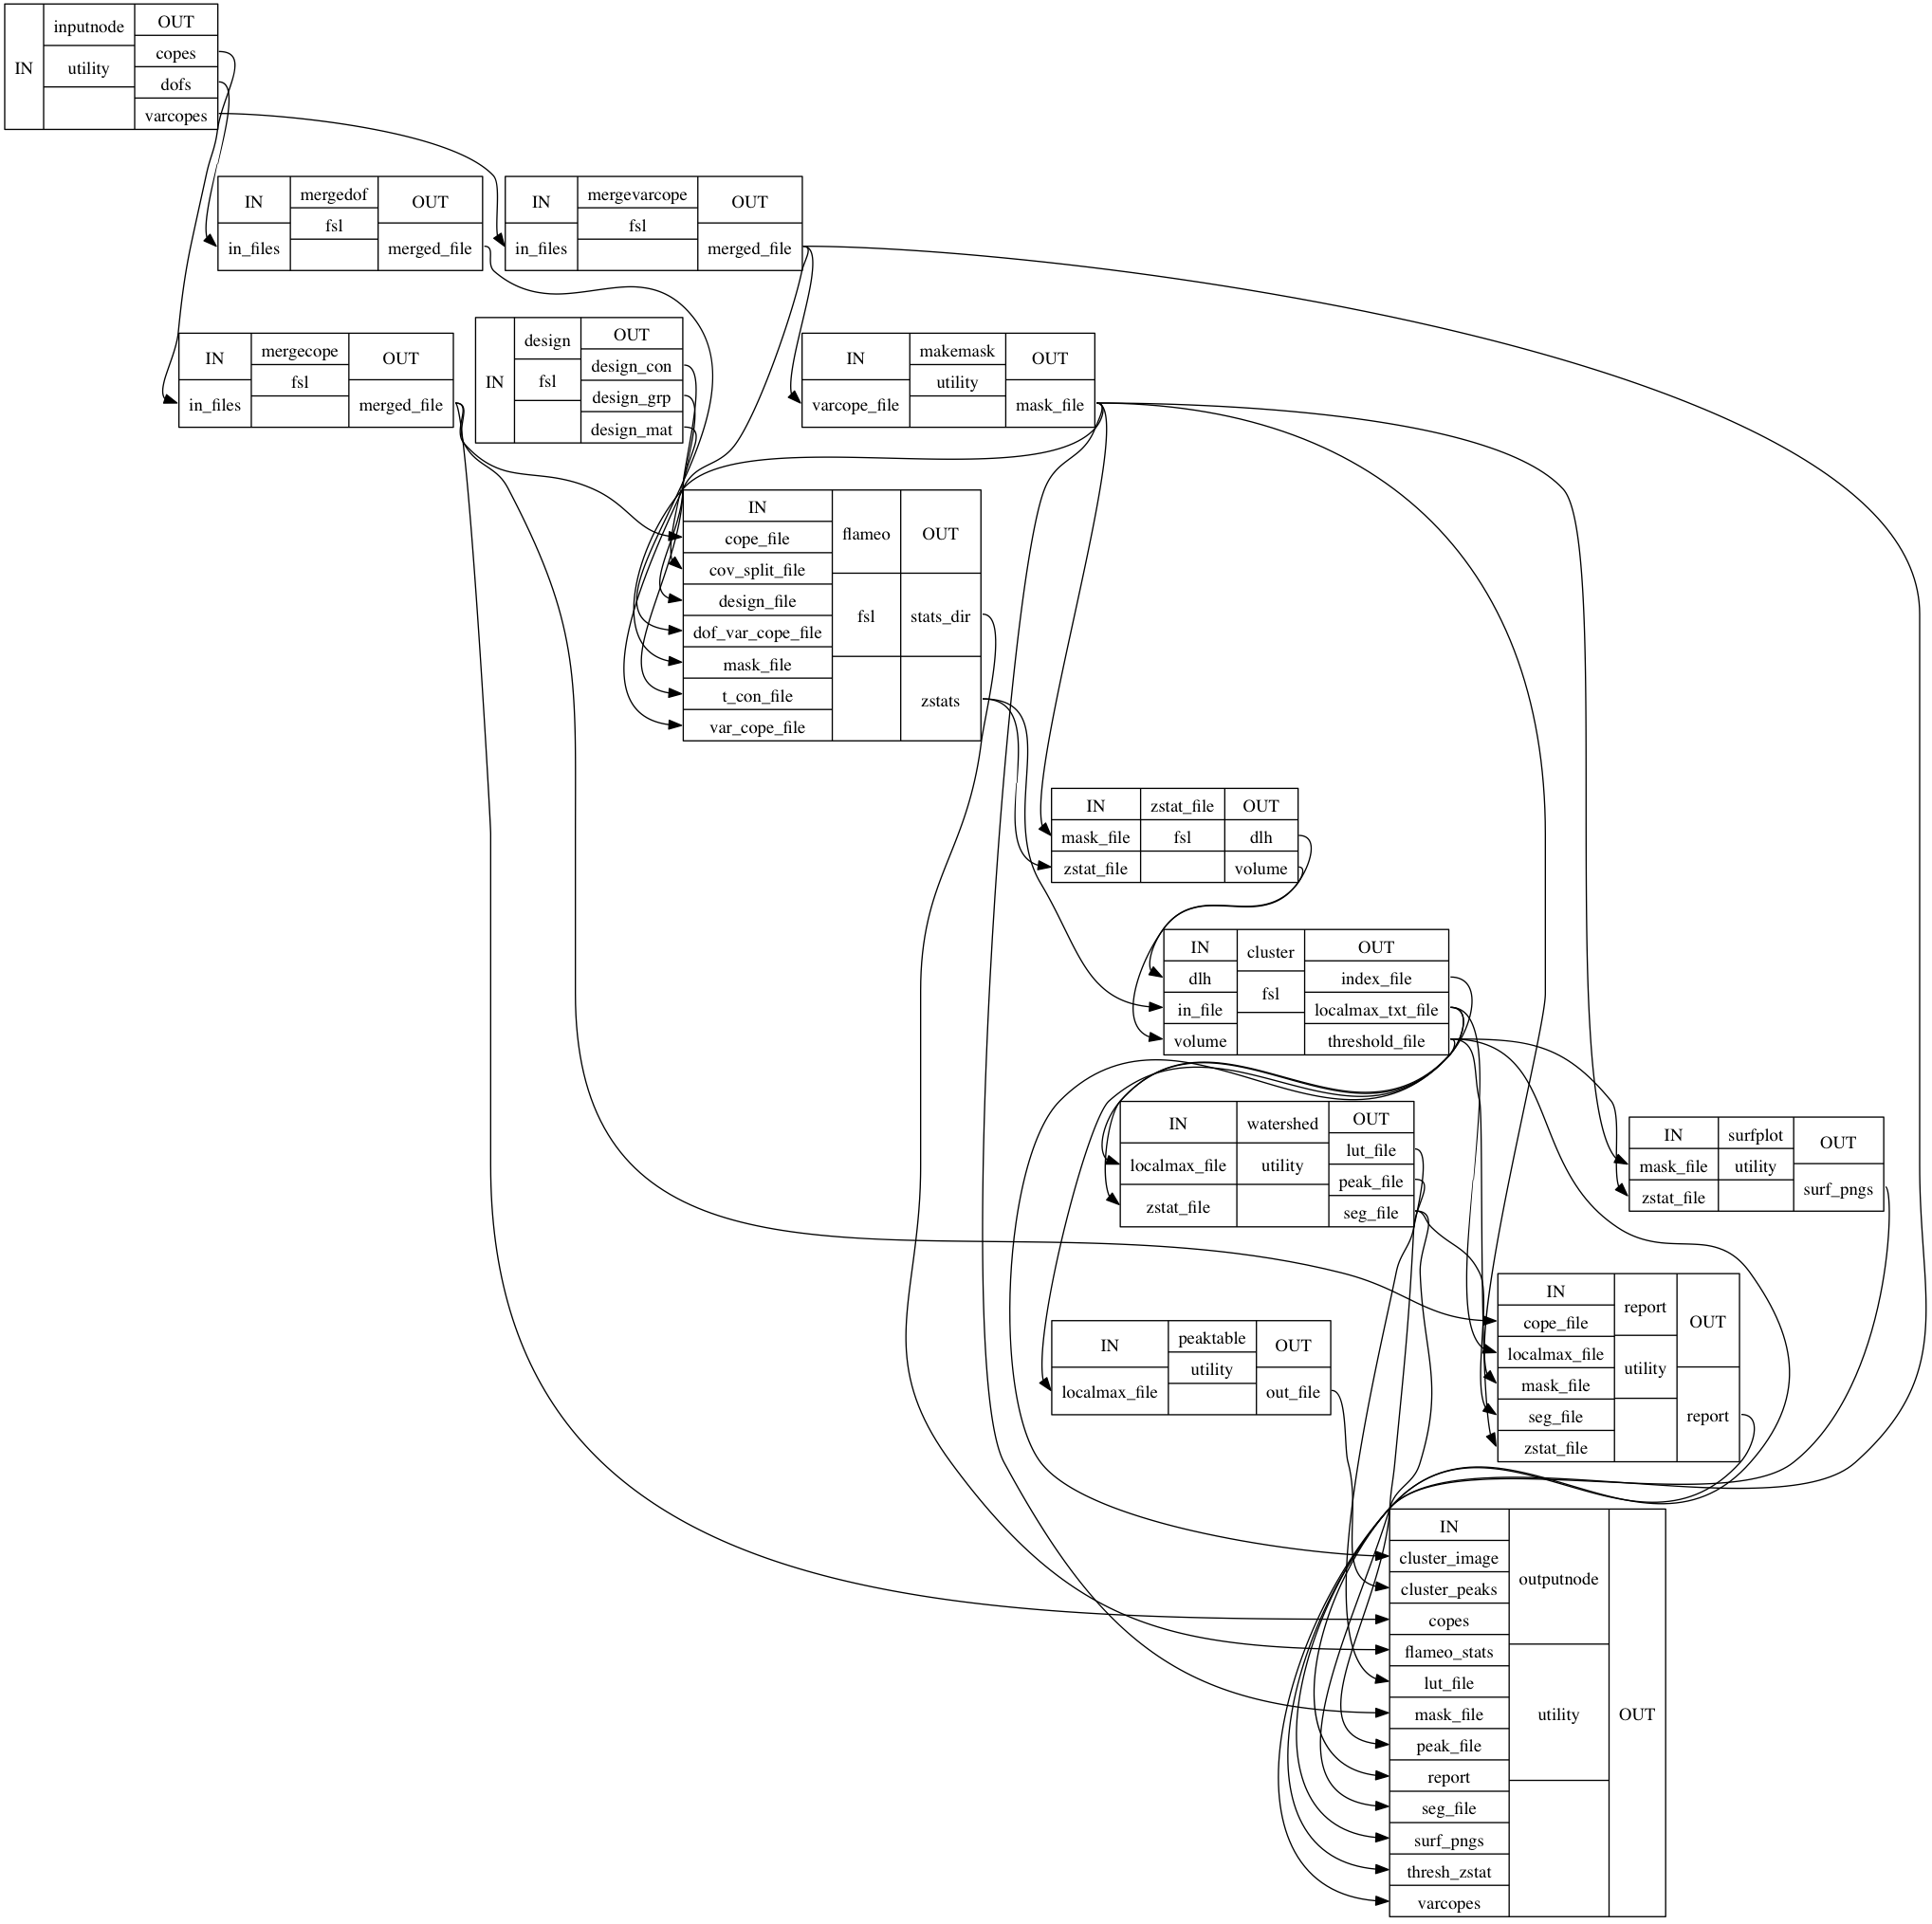 IN
inputnode
utility
OUT
copes
dofs
varcopes
IN
in_files
mergedof
fsl
OUT
merged_file
IN
in_files
mergevarcope
fsl
OUT
merged_file
IN
in_files
mergecope
fsl
OUT
merged_file
IN
design
fsl
OUT
design_con
design_grp
design_mat
IN
varcope_file
makemask
utility
OUT
mask_file
IN
cope_file
cov_split_file
design_file
dof_var_cope_file
mask_file
t_con_file
var_cope_file
flameo
fsl
OUT
stats_dir
zstats
IN
mask_file
zstat_file
zstat_file
fsl
OUT
dlh
volume
IN
dlh
in_file
volume
cluster
fsl
OUT
index_file
localmax_txt_file
threshold_file
IN
localmax_file
zstat_file
watershed
utility
OUT
lut_file
peak_file
seg_file
IN
mask_file
zstat_file
surfplot
utility
OUT
surf_pngs
IN
cope_file
localmax_file
mask_file
seg_file
zstat_file
report
utility
OUT
report
IN
localmax_file
peaktable
utility
OUT
out_file
IN
cluster_image
cluster_peaks
copes
flameo_stats
lut_file
mask_file
peak_file
report
seg_file
surf_pngs
thresh_zstat
varcopes
outputnode
utility
OUT